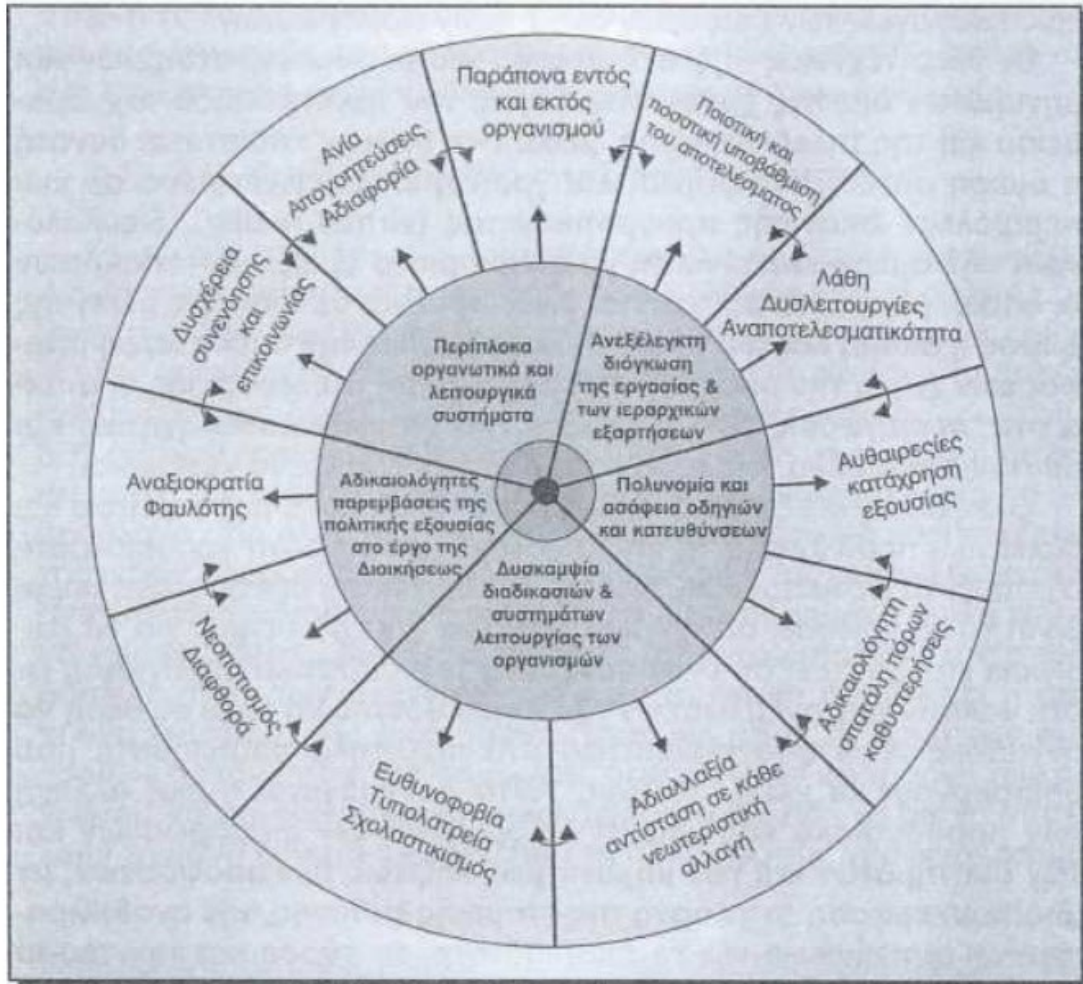 Παράπονα εντός
και εκτός
οργανισμού
Ποιοτική και
ποσοτική υποβάθμιση
του αποτελέσματος
Λάθη
Δυσλειτουργίες
Αναποτελεσματικότητα
Αυθαιρεσίες
κατάχρηση
εξουσίας
Αδικαιολόγητη
σπατάλη πόρων
καθυστερήσεις
Αδιαλλαξία
αντίσταση σε κάθε
νεωτεριστική
αλλαγή
Ευθυνοφοβία
Τυπολατρεία
Σχολαστικισμός
Νεοποτισμός,
Διαφθορά
Αναξιοκρατία
Φαυλότης
Δυσχέρεια
συνενόησης
και
επικοινωνίας
Ανία
Απογοητεύσεις
Αδιαφορία
Περίπλοκα
οργανωτικά και
λειτουργικά
συστήματα
Ανεξέλεγκτη
διόγκωση
της εργασίας &
των ιεραρχικών
εξαρτήσεων
Πολυνομία και
ασάφεια οδηγιών
και κατευθύνσεων
Δυσκαμψία
διαδικασιών &
συστημάτων
λειτουργίας των
οργανισμών
Αδικαιολόγητες
παρεμβάσεις της
πολιτικής εξουσίας
στο έργο της
Διοικήσεως